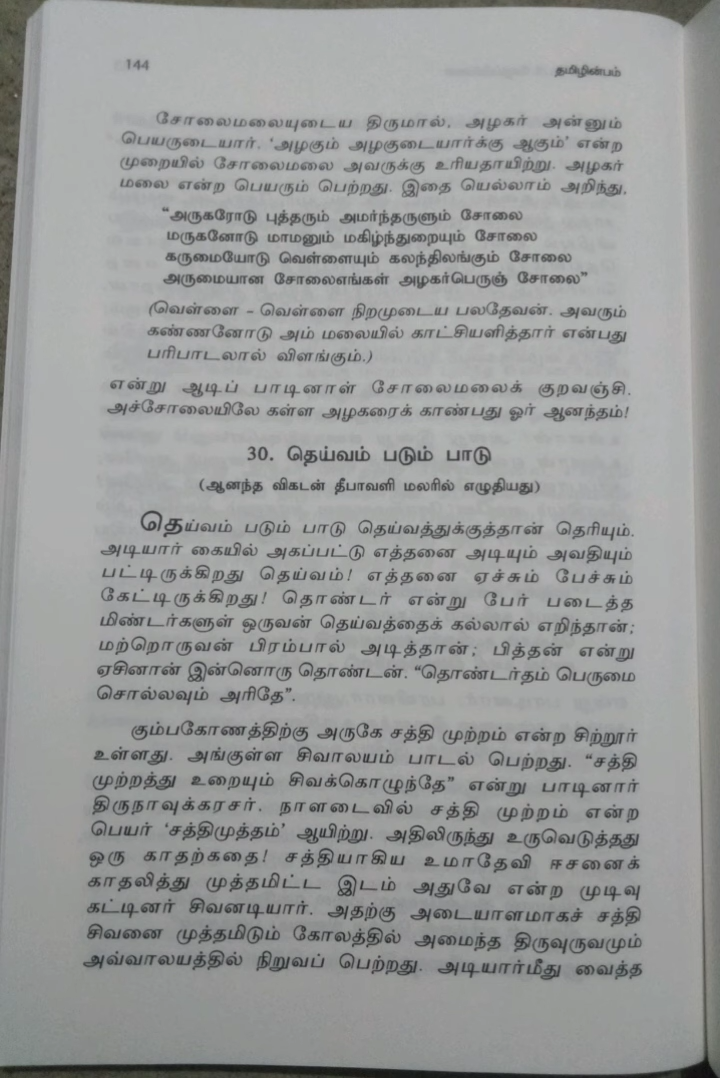 144
தமிழின்பம்
சோலைமலையுடைய திருமால், அழகர் அன்னும்
பெயருடையார். ‘அழகும் அழகுடையார்க்கு ஆகும்’ என்ற
முறையில் சோலைமலை அவருக்கு உரியதாயிற்று. அழகர்
மலை என்ற பெயரும் பெற்றது. இதை யெல்லாம் அறிந்து,
“அருகரோடு புத்தரும் அமர்ந்தருளும் சோலை
மருகனோடு மாமனும் மகிழ்ந்துறையும் சோலை
கருமையோடு வெள்ளையும் கலந்திலங்கும் சோலை
அருமையான சோலைஎங்கள் அழகர்பெருஞ் சோலை”
(வெள்ளை - வெள்ளை நிறமுடைய பலதேவன். அவரும்
கண்ணனோடு அம் மலையில் காட்சியளித்தார் என்பது
பரிபாடலால் விளங்கும்.)
என்று ஆடிப் பாடினாள் சோலைமலைக் குறவஞ்சி.
அச்சோலையிலே கள்ள அழகரைக் காண்பது ஓர் ஆனந்தம்!
30. தெய்வம் படும் பாடு
(ஆனந்த விகடன் தீபாவளி மலரில் எழுதியது)
தெய்வம் படும் பாடு தெய்வத்துக்குத்தான் தெரியும்.
அடியார் கையில் அகப்பட்டு எத்தனை அடியும் அவதியும்
பட்டிருக்கிறது தெய்வம்! எத்தனை ஏச்சும் பேச்சும்
கேட்டிருக்கிறது! தொண்டர் என்று பேர் படைத்த
மிண்டர்களுள் ஒருவன் தெய்வத்தைக் கல்லால் எறிந்தான்;
மற்றொருவன் பிரம்பால் அடித்தான்; பித்தன் என்று
ஏசினான் இன்னொரு தொண்டன். “தொண்டர்தம் பெருமை
சொல்லவும் அரிதே”.
கும்பகோணத்திற்கு அருகே சத்தி முற்றம் என்ற சிற்றூர்
உள்ளது. அங்குள்ள சிவாலயம் பாடல் பெற்றது. “சத்தி
முற்றத்து உறையும் சிவக்கொழுந்தே” என்று பாடினார்
திருநாவுக்கரசர். நாளடைவில் சத்தி முற்றம் என்ற
பெயர் ‘சத்திமுத்தம்’ ஆயிற்று. அதிலிருந்து உருவெடுத்தது
ஒரு காதற்கதை! சத்தியாகிய உமாதேவி ஈசனைக்
காதலித்து முத்தமிட்ட இடம் அதுவே என்ற முடிவு
கட்டினர் சிவனடியார். அதற்கு அடையாளமாகச் சத்தி
சிவனை முத்தமிடும் கோலத்தில் அமைந்த திருவுருவமும்
அவ்வாலயத்தில் நிறுவப் பெற்றது. அடியார்மீது வைத்த